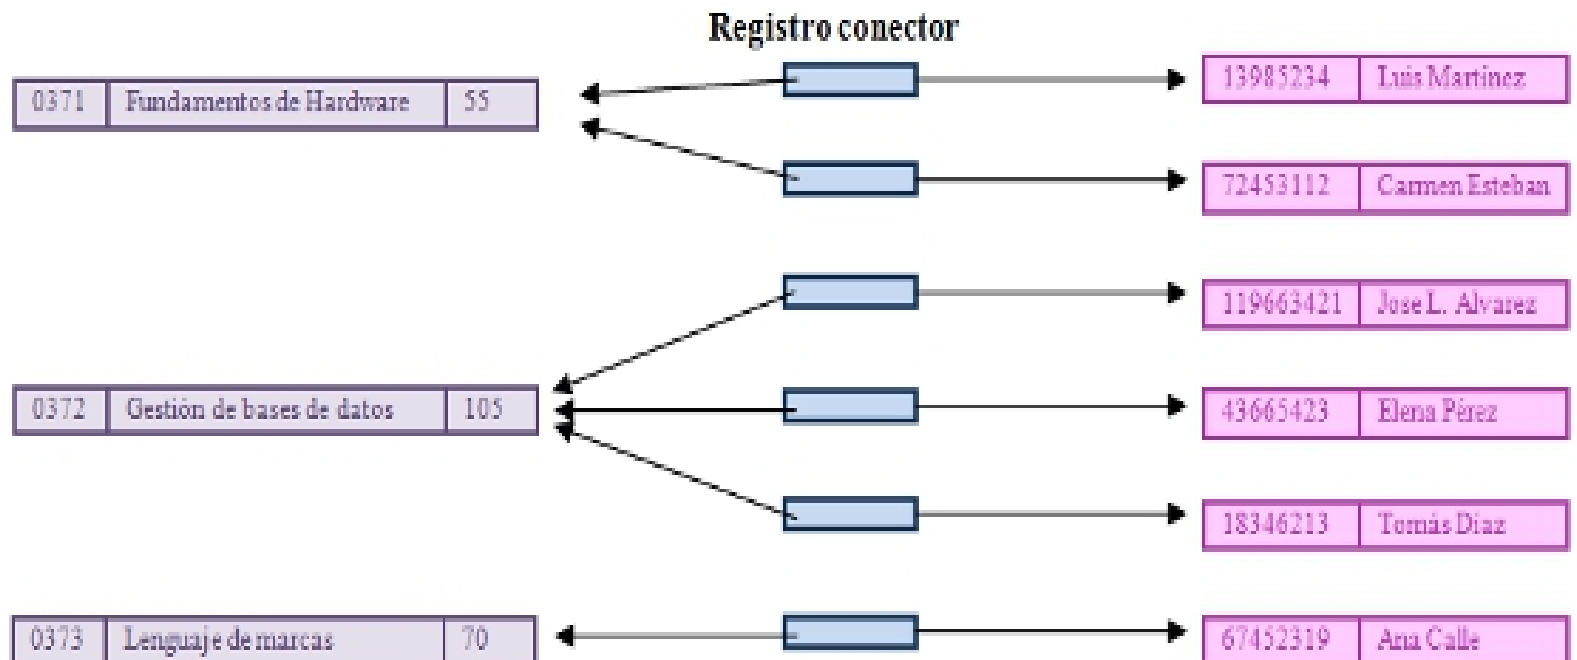 Registro conector
0371 Fundamentos de Hardware 55
13985234 Luis Martínez
72453112 Carmen Esteban
119663421 Jose L. Alvarez
0372 Gestión de bases de datos 105
43665423 Elena Pérez
18346213 Tomás Díaz
0373 Lenguaje de marcas 70
67452319 Ana Calle